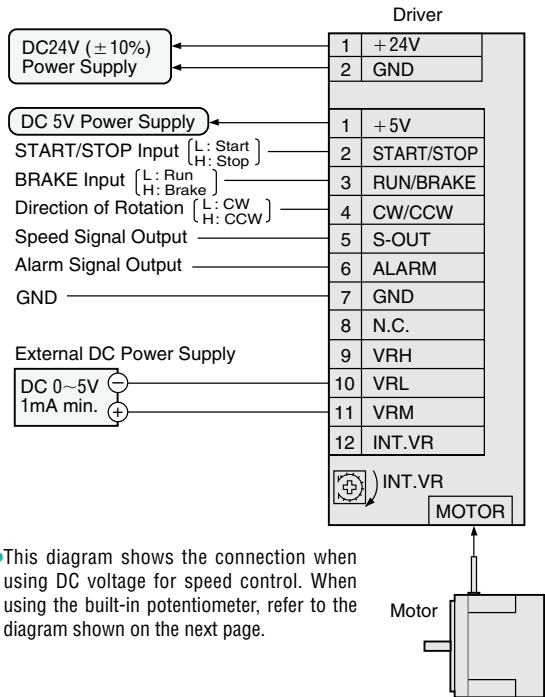 Driver
DC24V (±10%)
Power Supply
1 +24V
2 GND
DC 5V Power Supply
1 +5V
START/STOP Input [L: Start
H: Stop]
2 START/STOP
BRAKE Input [L: Run
H: Brake]
3 RUN/BRAKE
Direction of Rotation [L: CW
H: CCW]
4 CW/CCW
Speed Signal Output
5 S-OUT
Alarm Signal Output
6 ALARM
GND
7 GND
8 N.C.
External DC Power Supply
9 VRH
DC 0~5V
1mA min.
−
10 VRL
+
11 VRM
12 INT.VR
INT.VR
MOTOR
•This diagram shows the connection when
using DC voltage for speed control. When
using the built-in potentiometer, refer to the
diagram shown on the next page.
Motor